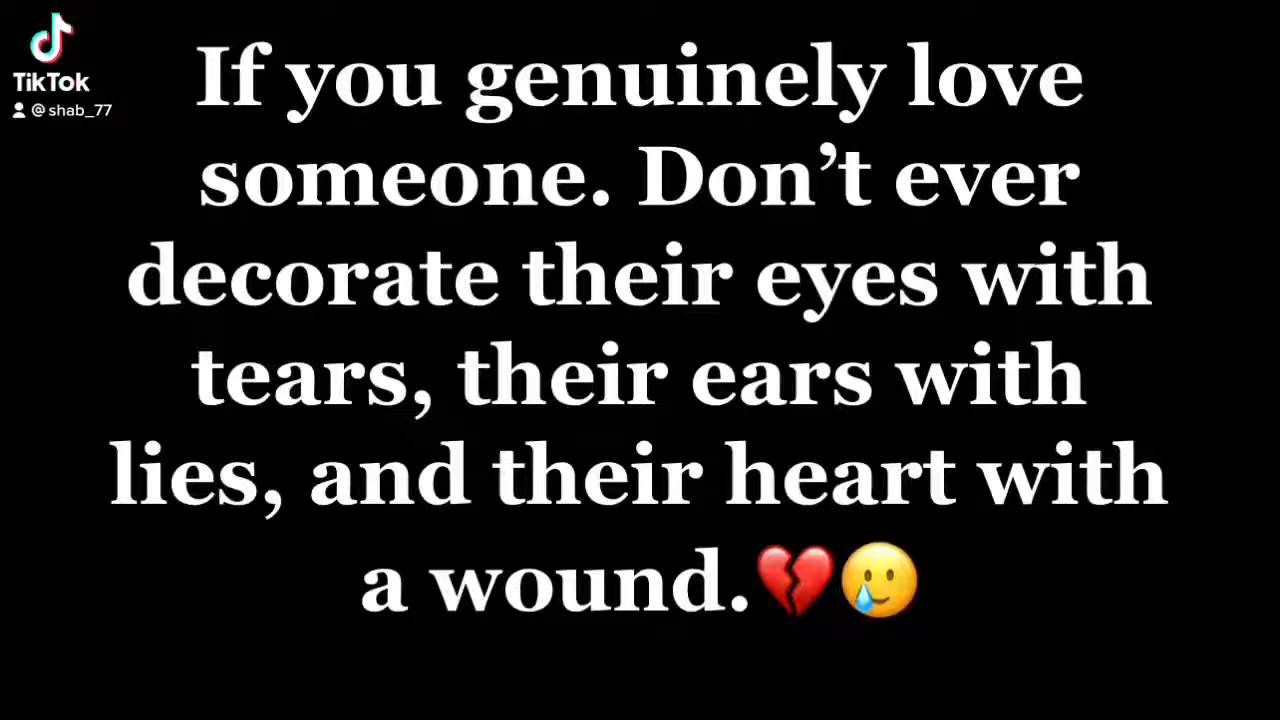 TikTok
@shab_77
If you genuinely love
someone. Don’t ever
decorate their eyes with
tears, their ears with
lies, and their heart with
a wound.💔🥲